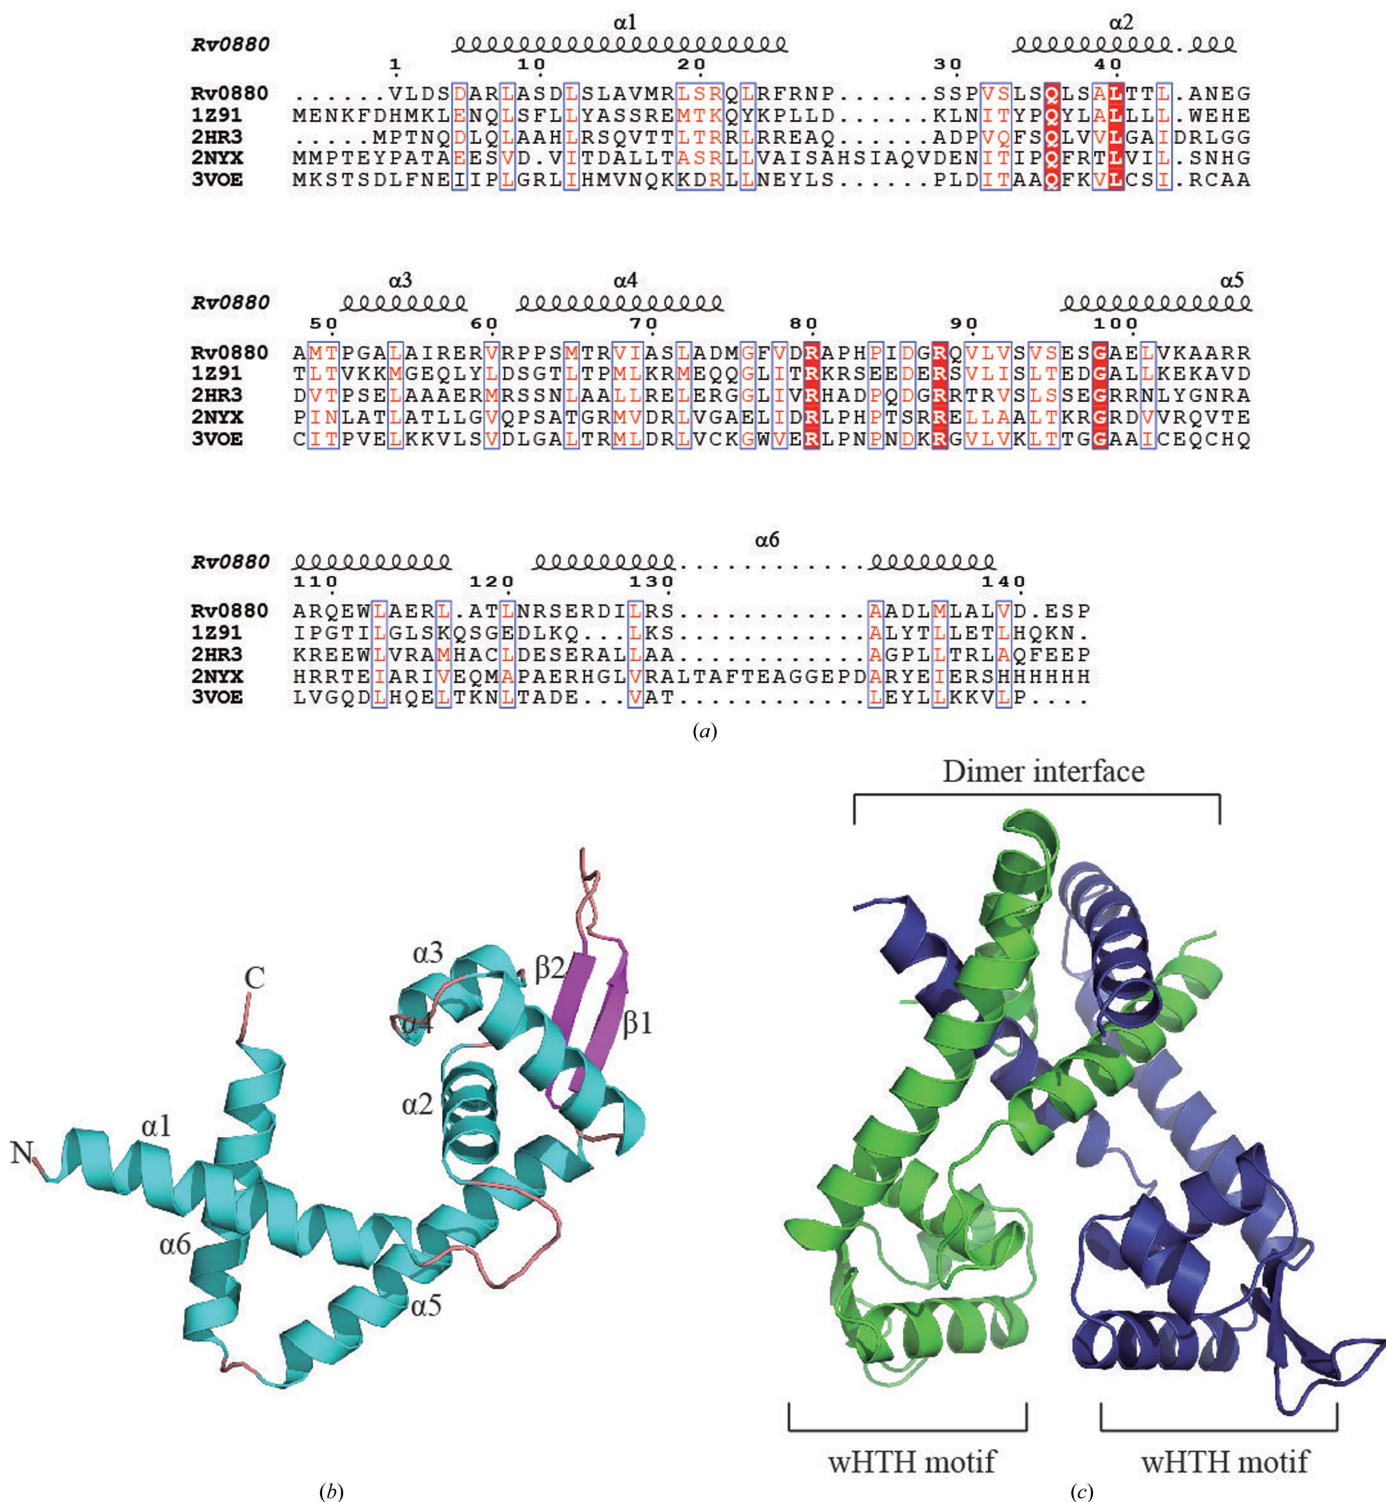 α1 α2
Rv0880
1 10 20 30 40
Rv0880 ......VLDSDARLASDLSLAVMRLSRQLRFRNP......SSPVSLSQLSALTTL.ANEG
1Z91 MENKFDHMKLENQLSFLLYASSREMTKQYKPLLD......KLNITYPQYLALLLL.WEHE
2HR3 .....MPTNQDLQLAAHLRSQVTTLTRRLRREAQ......ADPVQFSQLVVLGAIDRLGG
2NYX MMPTEYPATAEESVD.VITDALLTASRLLVAISAHSIAQVDENITIPQFRTLVIL.SNHG
3VOE MKSTSDLFNEIIPLGRLIHMVNQKKDRLLNEYLS......PLDITAAQFKVLCSI.RCAA
α3 α4 α5
Rv0880
50 60 70 80 90 100
Rv0880 AMTPGALAIRERVRPPSMTRVIASLADMGFVDRAPHPIDGRQVLVSVSESGAELVKAARR
1Z91 TLTVKKMGEQLYLDSGTLTPMLKRMEQQGLITRKRSEEDERSVLISLTEDGALLKEKAVD
2HR3 DVTPSELAAAERMRSSNLAALLRELERGGLIVRHADPQDGRRTRVSLSSEGRRNLYGNRA
2NYX PINLATLATLLGVQPSATGRMVDRLVGAELIDRLPHPTSRRELLAALTKRGRDVVRQVTE
3VOE CITPVELKKVLSVDLGALTRMLDRLVCKGWVERLPNPNDKRGVLVKLTTGGAAICEQCHQ
α6
Rv0880
110 120 130 140
Rv0880 ARQEWLAERL.ATLNRSERDILRS............AADLMLALVD.ESP
1Z91 IPGTILGLSKQSGEDLKQ...LKS............ALYTLLETLHQKN.
2HR3 KREEWLVRAMHACLDESERALLAA............AGPLLTRLAQFEEP
2NYX HRRTEIARIVEQMAPAERHGLVRALTAFTEAGGEPDARYEIERSHHHHHH
3VOE LVGQDLHQELTKNLTADE...VAT............LEYLLKKVLP....
(a)
Dimer interface
α3
β2
C
α4
β1
α2
α1
N
α6
α5
wHTH motif wHTH motif
(b) (c)